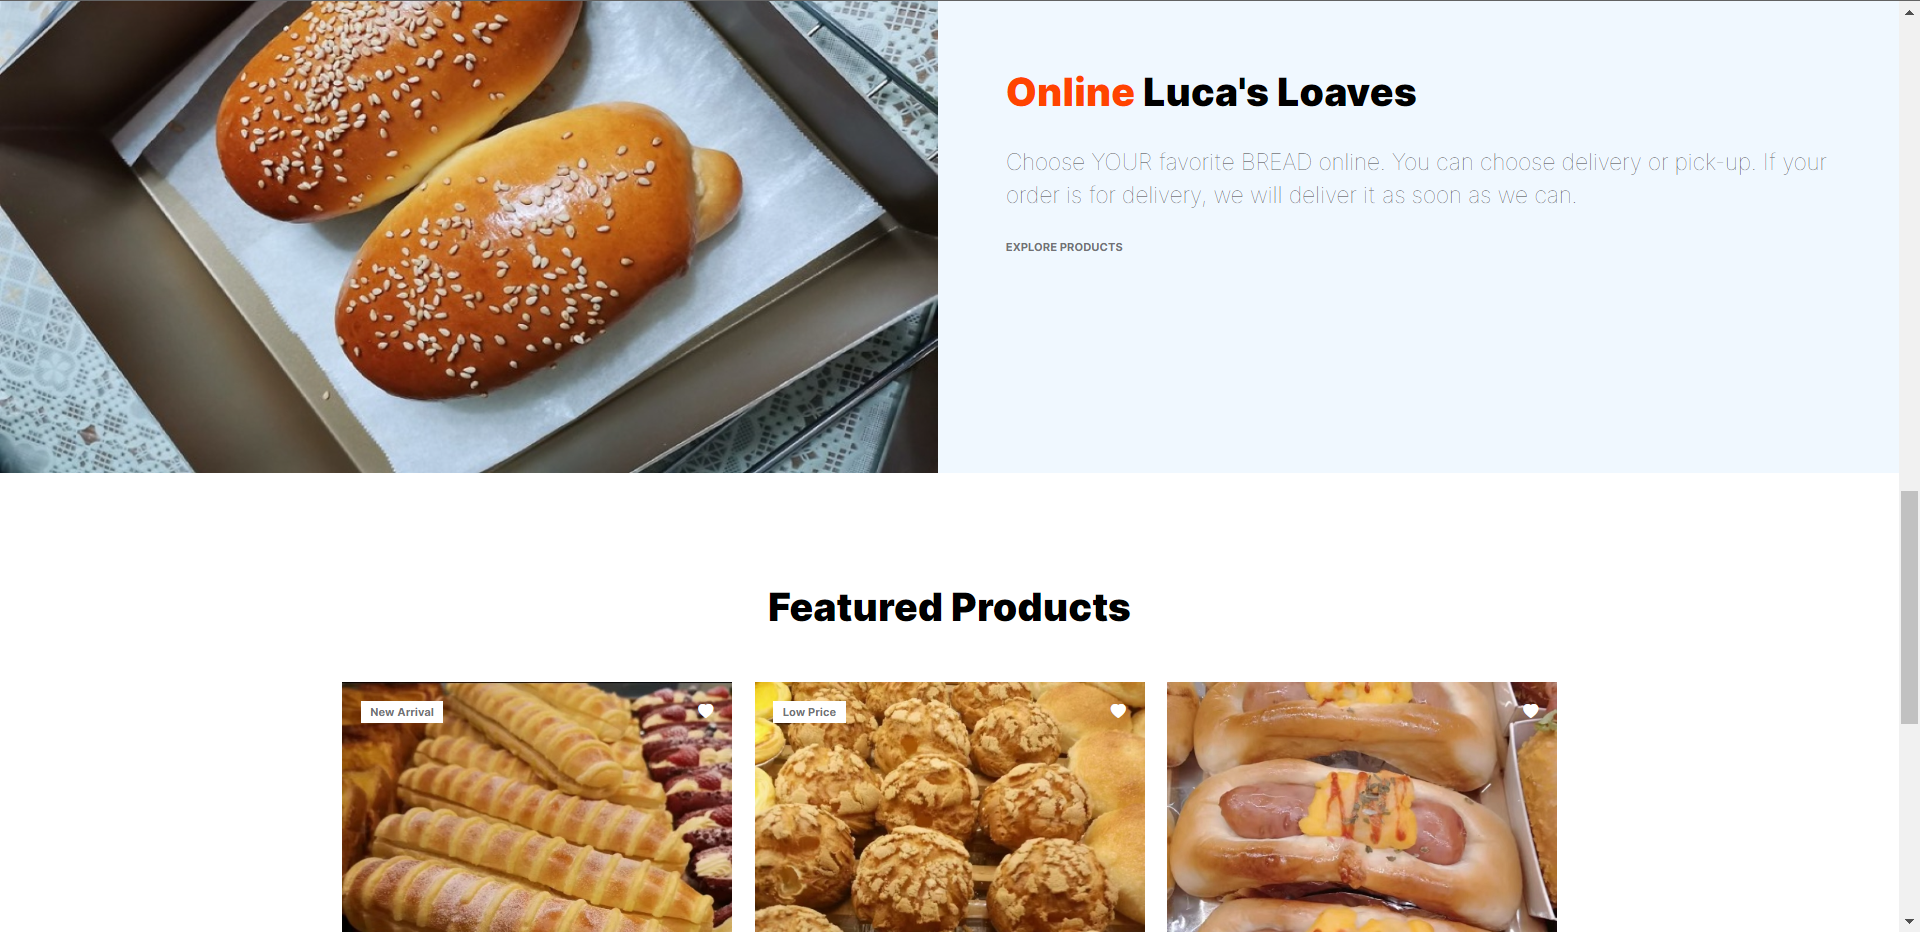 Online Luca's Loaves
Choose YOUR favorite BREAD online. You can choose delivery or pick-up. If your
order is for delivery, we will deliver it as soon as we can.
EXPLORE PRODUCTS
Featured Products
New Arrival
Low Price